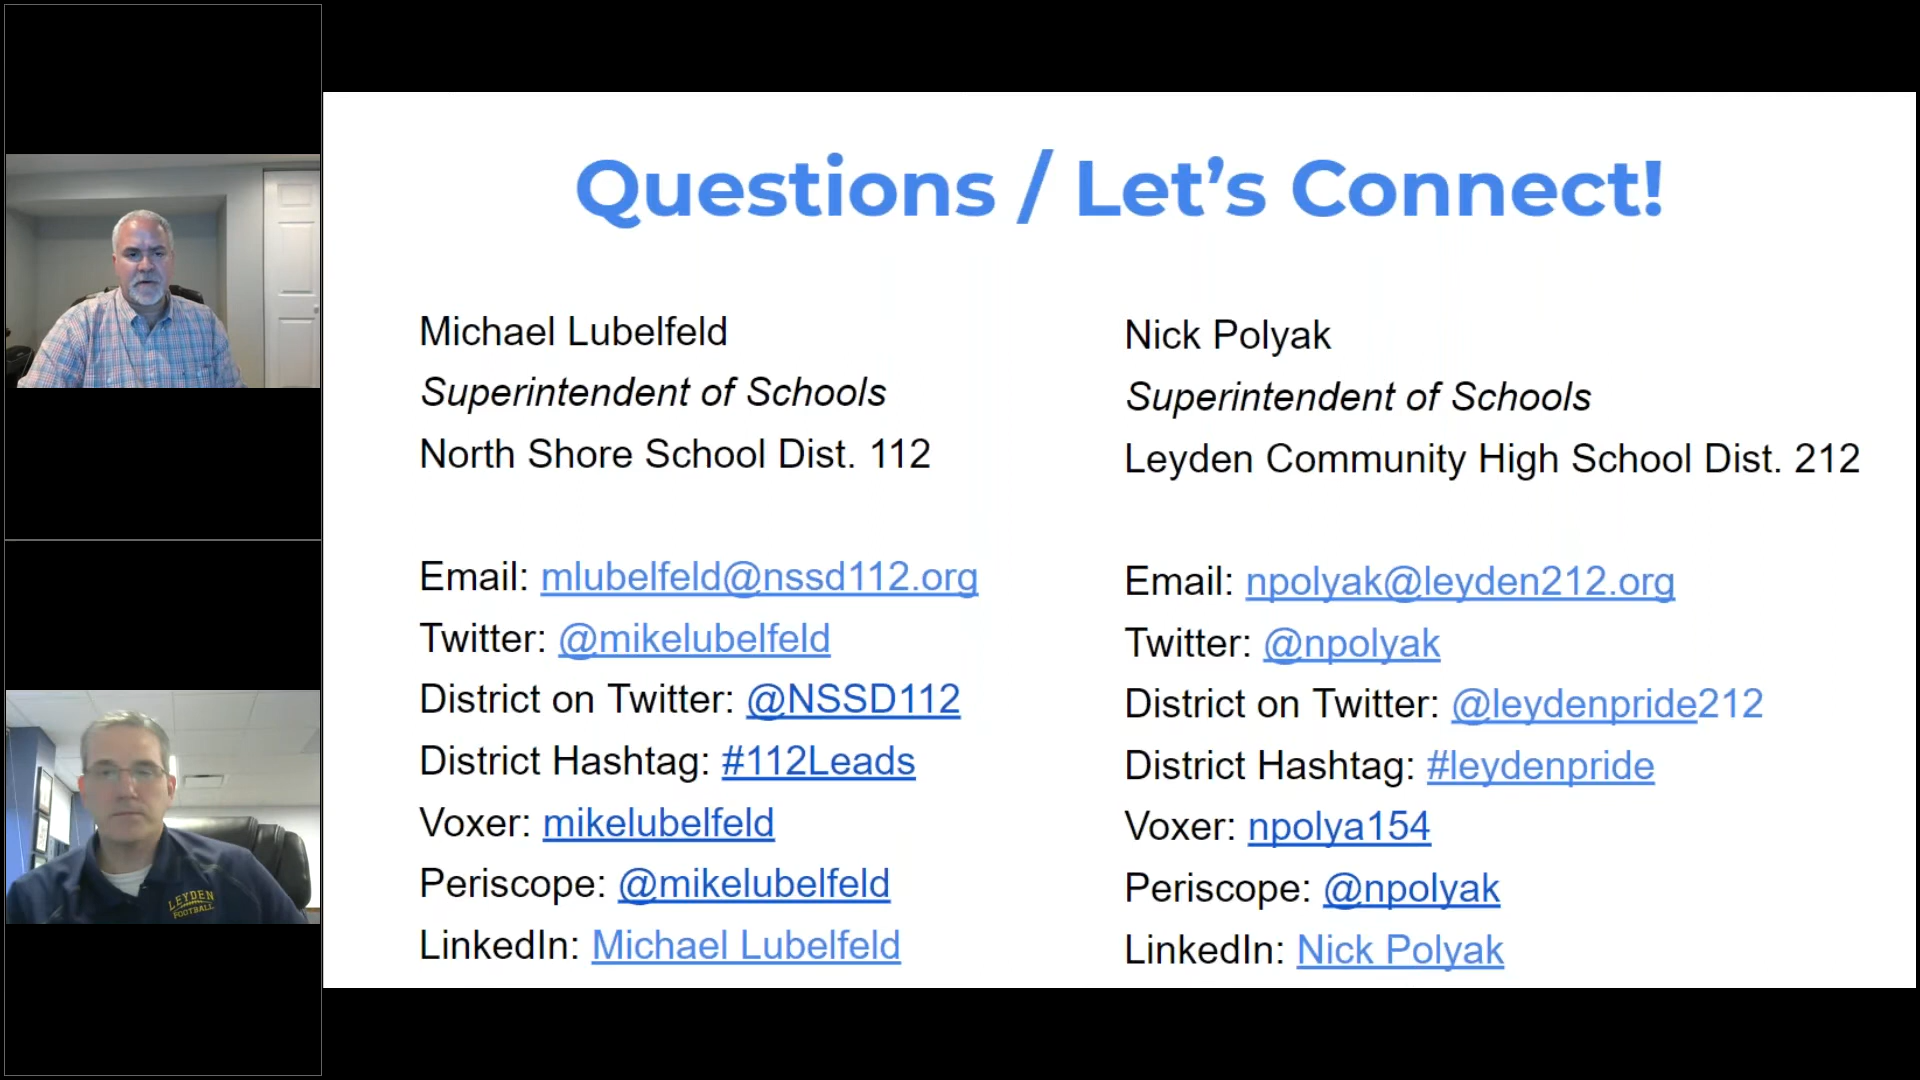 Questions / Let's Connect!
Michael Lubelfeld
Superintendent of Schools
North Shore School Dist. 112
Email: mlubelfeld@nssd112.org
Twitter: @mikelubelfeld
District on Twitter: @NSSD112
District Hashtag: #112Leads
Voxer: mikelubelfeld
Periscope: @mikelubelfeld
LinkedIn: Michael Lubelfeld
Nick Polyak
Superintendent of Schools
Leyden Community High School Dist. 212
Email: npolyak@leyden212.org
Twitter: @npolyak
District on Twitter: @leydenpride212
District Hashtag: #leydenpride
Voxer: npolya154
Periscope: @npolyak
LinkedIn: Nick Polyak
LEYDEN
FOOTBALL